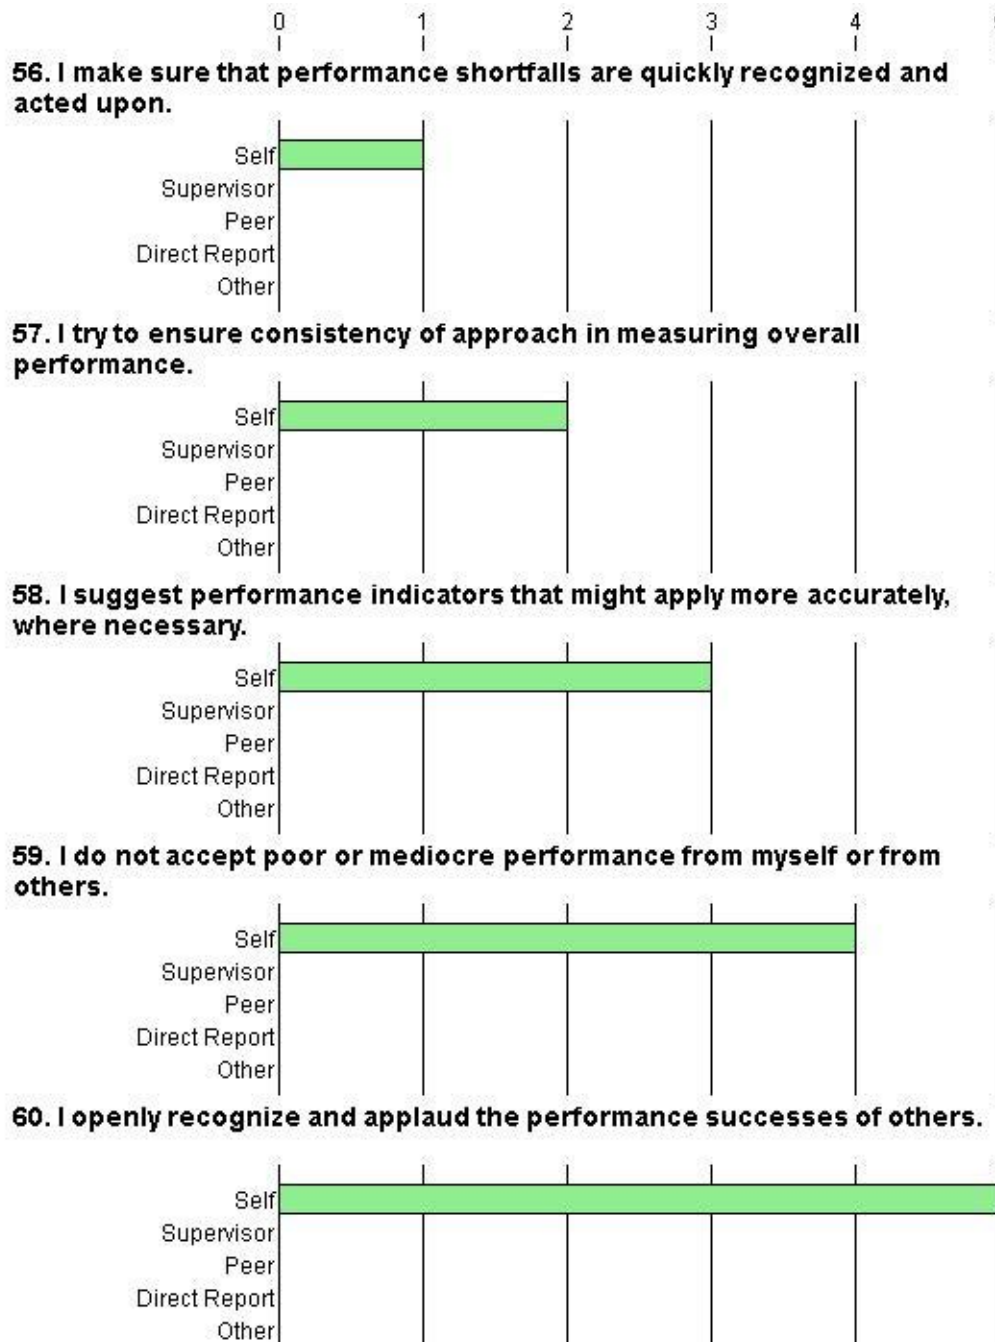 0 1 2 3 4
56. I make sure that performance shortfalls are quickly recognized and
acted upon.
Self
Supervisor
Peer
Direct Report
Other
57. I try to ensure consistency of approach in measuring overall
performance.
Self
Supervisor
Peer
Direct Report
Other
58. I suggest performance indicators that might apply more accurately,
where necessary.
Self
Supervisor
Peer
Direct Report
Other
59. I do not accept poor or mediocre performance from myself or from
others.
Self
Supervisor
Peer
Direct Report
Other
60. I openly recognize and applaud the performance successes of others.
Self
Supervisor
Peer
Direct Report
Other